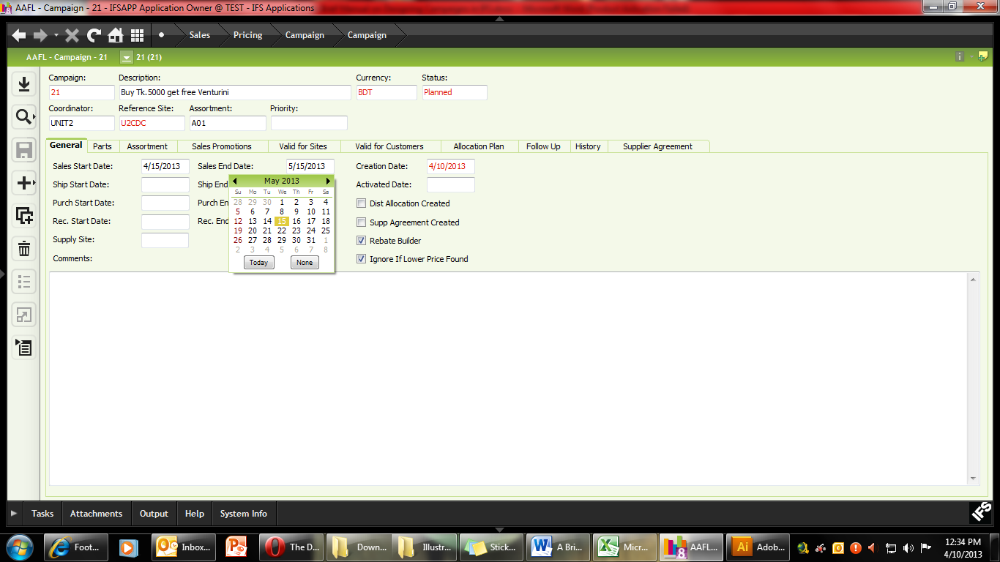 AAFL - Campaign - 21 - IFSAPP Application Owner @ TEST - IFS Applications
Sales Pricing Campaign Campaign
AAFL - Campaign - 21 21 (21)
Campaign: Description: Currency: Status:
21 Buy Tk.5000 get free Venturini BDT Planned
Coordinator: Reference Site: Assortment: Priority:
UNIT2 U2CDC A01
General Parts Assortment Sales Promotions Valid for Sites Valid for Customers Allocation Plan Follow Up History Supplier Agreement
Sales Start Date: 4/15/2013 Sales End Date: 5/15/2013 Creation Date: 4/10/2013
Ship Start Date: Ship End Activated Date:
Purch Start Date: Purch En Dist Allocation Created
Rec. Start Date: Rec. End Supp Agreement Created
Supply Site: Rebate Builder
Comments: Ignore If Lower Price Found
May 2013
Su Mo Tu We Th Fr Sa
28 29 30 1 2 3 4
5 6 7 8 9 10 11
12 13 14 15 16 17 18
19 20 21 22 23 24 25
26 27 28 29 30 31 1
2 3 4 5 6 7 8
Today None
Tasks Attachments Output Help System Info IFS
Foot... Inbox... The D... Down... Illustr... Stick... A Bri... Micr... AAFL... Adob... 12:34 PM
4/10/2013